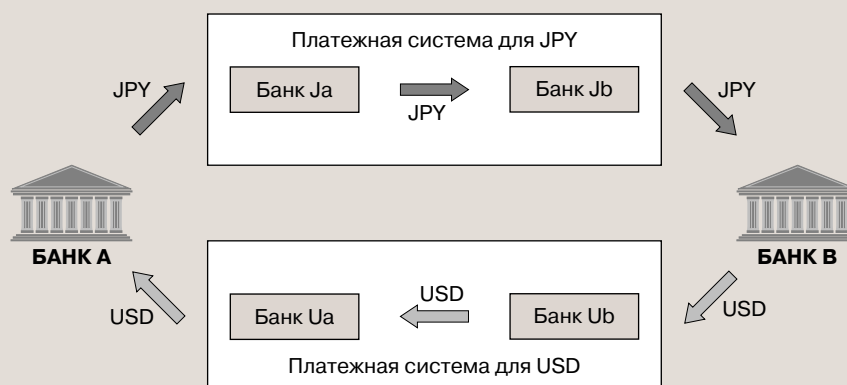 Платежная система для JPY
Банк Ja
Банк Jb
JPY
JPY
JPY
БАНК А
БАНК В
USD
Банк Ua
Банк Ub
USD
USD
Платежная система для USD